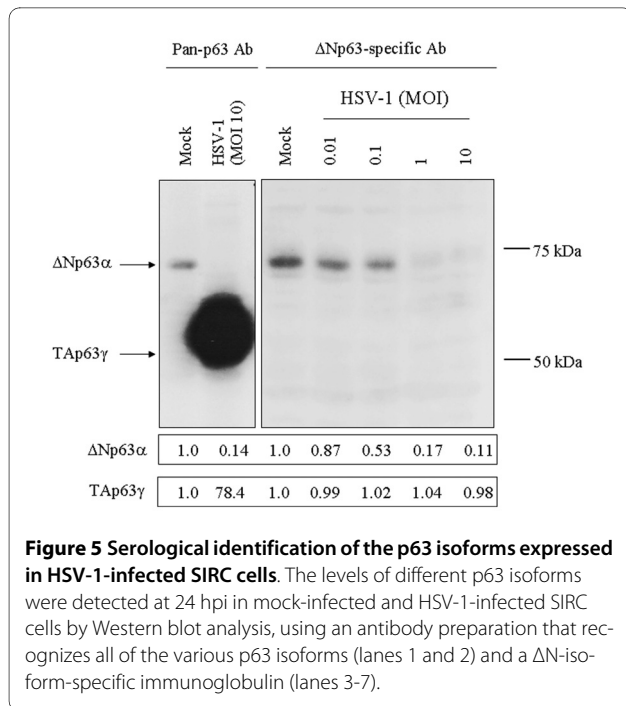 Pan-p63 Ab ΔNp63-specific Ab
HSV-1 (MOI)
Mock HSV-1 (MOI 10) Mock 0.01 0.1 1 10
ΔNp63α
TAp63γ
75 kDa
50 kDa
ΔNp63α 1.0 0.14 1.0 0.87 0.53 0.17 0.11
TAp63γ 1.0 78.4 1.0 0.99 1.02 1.04 0.98
Figure 5 Serological identification of the p63 isoforms expressed
in HSV-1-infected SIRC cells. The levels of different p63 isoforms
were detected at 24 hpi in mock-infected and HSV-1-infected SIRC
cells by Western blot analysis, using an antibody preparation that rec-
ognizes all of the various p63 isoforms (lanes 1 and 2) and a ΔN-iso-
form-specific immunoglobulin (lanes 3-7).